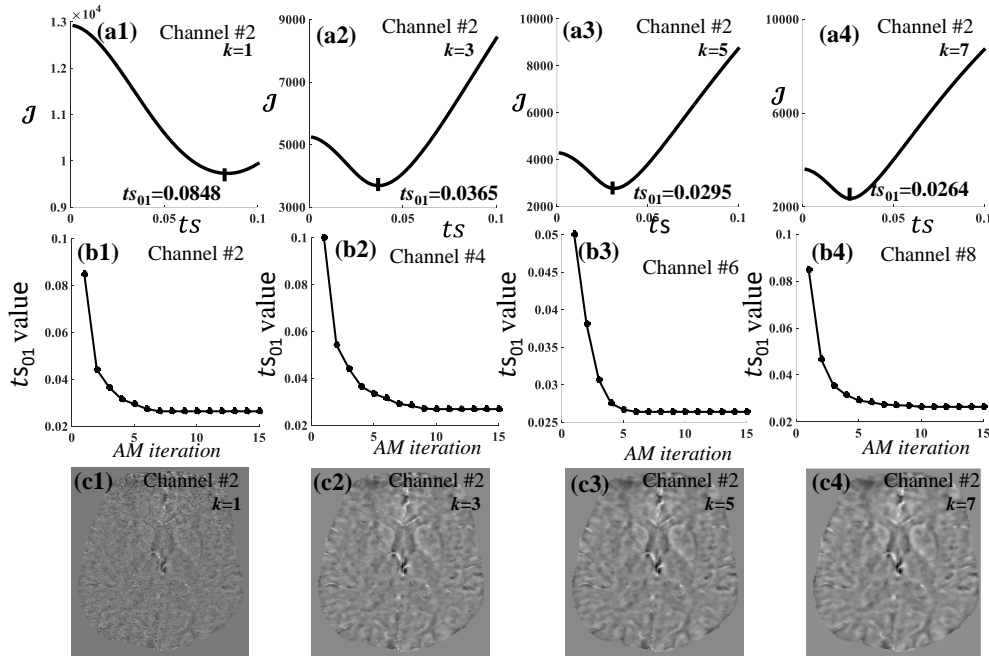 1.3 × 10⁴
(a1) Channel #2
k=1
1.2
1.1
𝒥
1
0.9
ts₀₁=0.0848
0 0.05 0.1
ts
9000
(a2) Channel #2
k=3
7000
𝒥
5000
3000
ts₀₁=0.0365
0 0.05 0.1
ts
10000
(a3) Channel #2
k=5
8000
𝒥
6000
4000
2000
ts₀₁=0.0295
0 0.05 0.1
ts
10000
(a4) Channel #2
k=7
𝒥
6000
2000
ts₀₁=0.0264
0 0.05 0.1
ts
0.1
(b1) Channel #2
0.08
ts₀₁ value
0.06
0.04
0.02
0 5 10 15
AM iteration
0.1
(b2) Channel #4
0.08
ts₀₁ value
0.06
0.04
0.02
0 5 10 15
AM iteration
0.05
(b3)
Channel #6
0.045
0.04
ts₀₁ value
0.035
0.03
0.025
0 5 10 15
AM iteration
0.1
(b4) Channel #8
0.08
ts₀₁ value
0.06
0.04
0.02
0 5 10 15
AM iteration
(c1) Channel #2
k=1
(c2) Channel #2
k=3
(c3) Channel #2
k=5
(c4) Channel #2
k=7